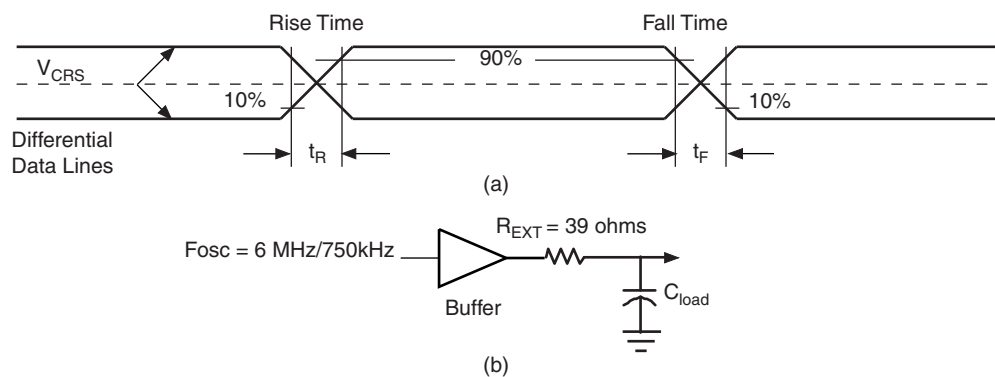 Rise Time
Fall Time
V_CRS
90%
10%
10%
Differential
Data Lines
t_R
t_F
(a)
R_EXT = 39 ohms
Fosc = 6 MHz/750kHz
Buffer
C_load
(b)